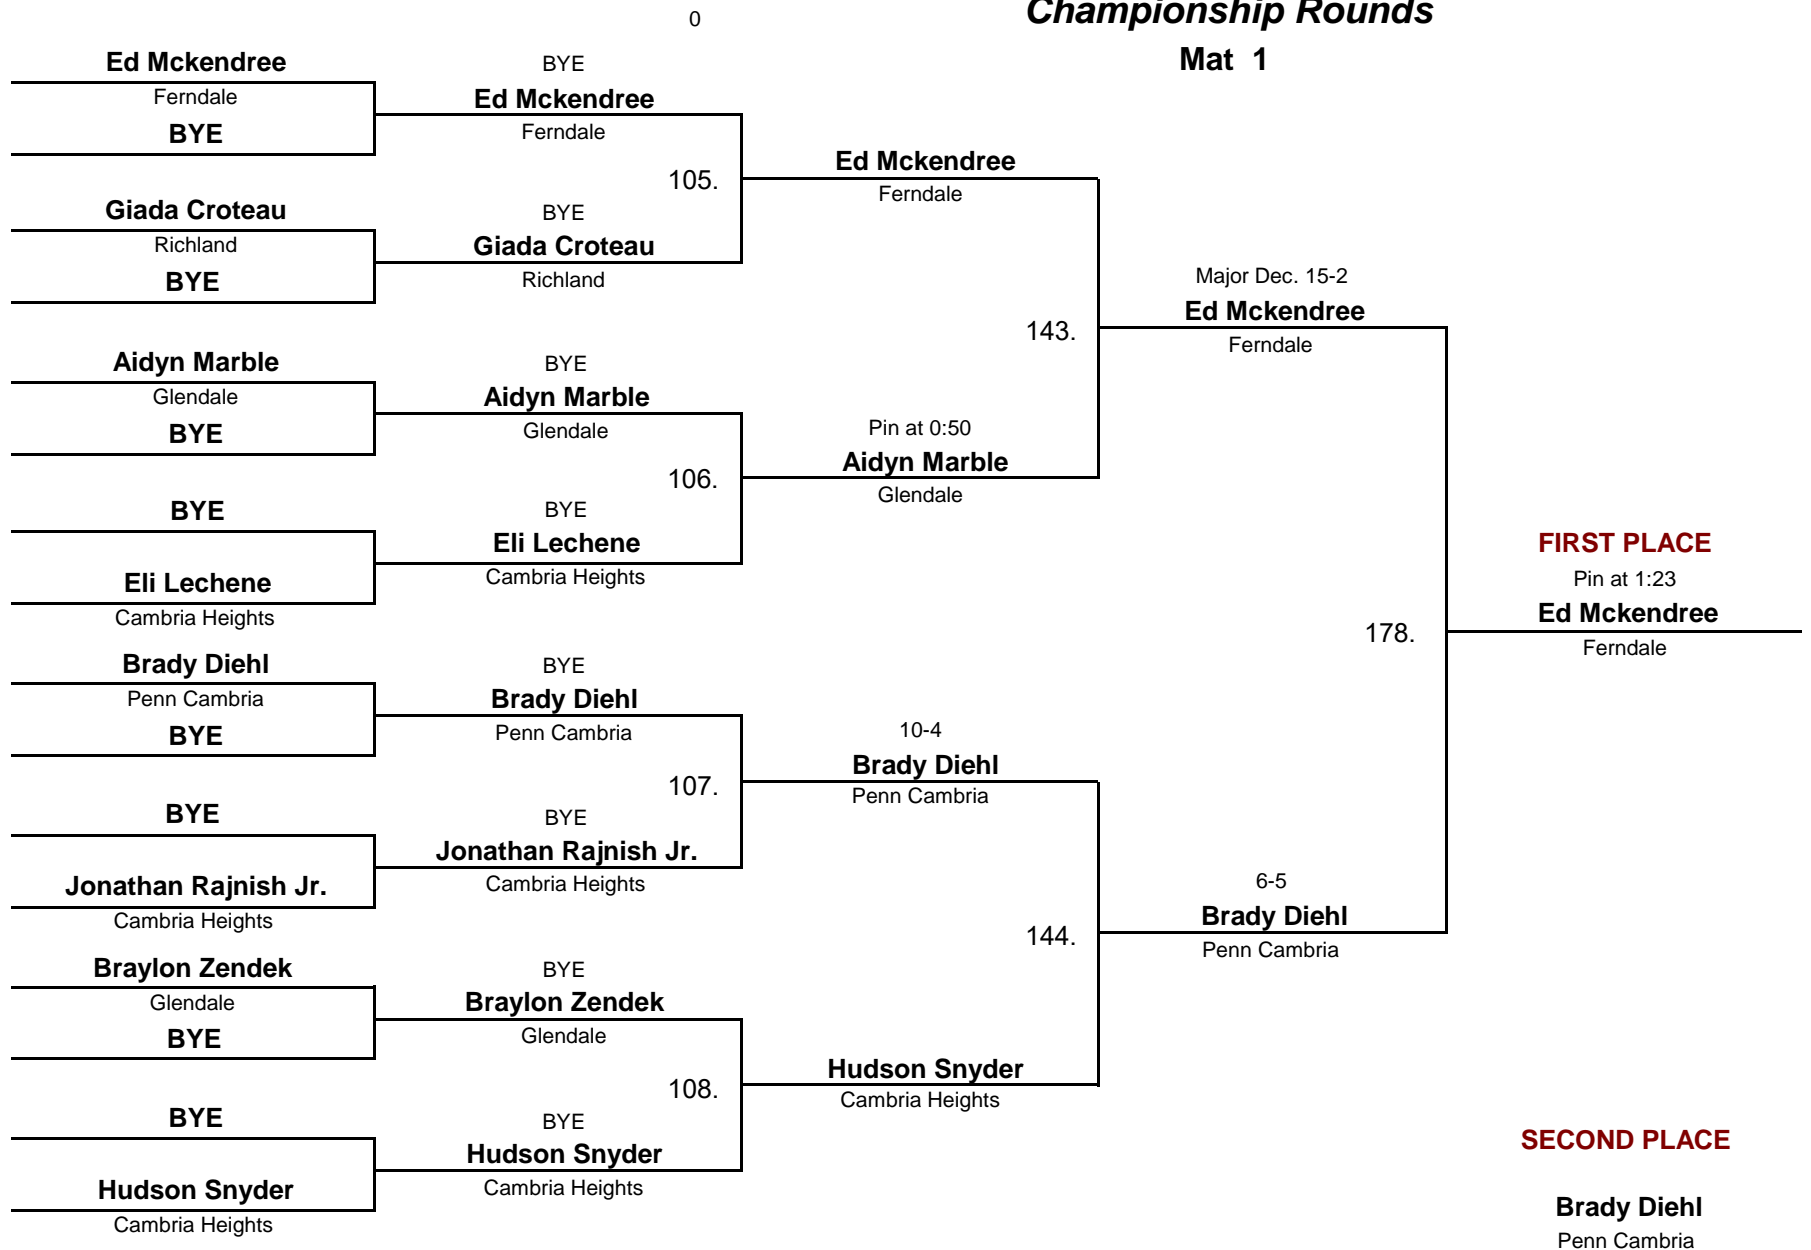 0
Championship Rounds
Mat 1
Ed Mckendree
Ferndale
BYE
Giada Croteau
Richland
BYE
Aidyn Marble
Glendale
BYE
BYE
Eli Lechene
Cambria Heights
Brady Diehl
Penn Cambria
BYE
BYE
Jonathan Rajnish Jr.
Cambria Heights
Braylon Zendek
Glendale
BYE
BYE
Hudson Snyder
Cambria Heights
BYE
Ed Mckendree
Ferndale
105.
BYE
Giada Croteau
Richland
BYE
Aidyn Marble
Glendale
106.
BYE
Eli Lechene
Cambria Heights
BYE
Brady Diehl
Penn Cambria
107.
BYE
Jonathan Rajnish Jr.
Cambria Heights
BYE
Braylon Zendek
Glendale
108.
BYE
Hudson Snyder
Cambria Heights
Ed Mckendree
Ferndale
143.
Pin at 0:50
Aidyn Marble
Glendale
10-4
Brady Diehl
Penn Cambria
144.
Hudson Snyder
Cambria Heights
Major Dec. 15-2
Ed Mckendree
Ferndale
178.
6-5
Brady Diehl
Penn Cambria
FIRST PLACE
Pin at 1:23
Ed Mckendree
Ferndale
SECOND PLACE
Brady Diehl
Penn Cambria